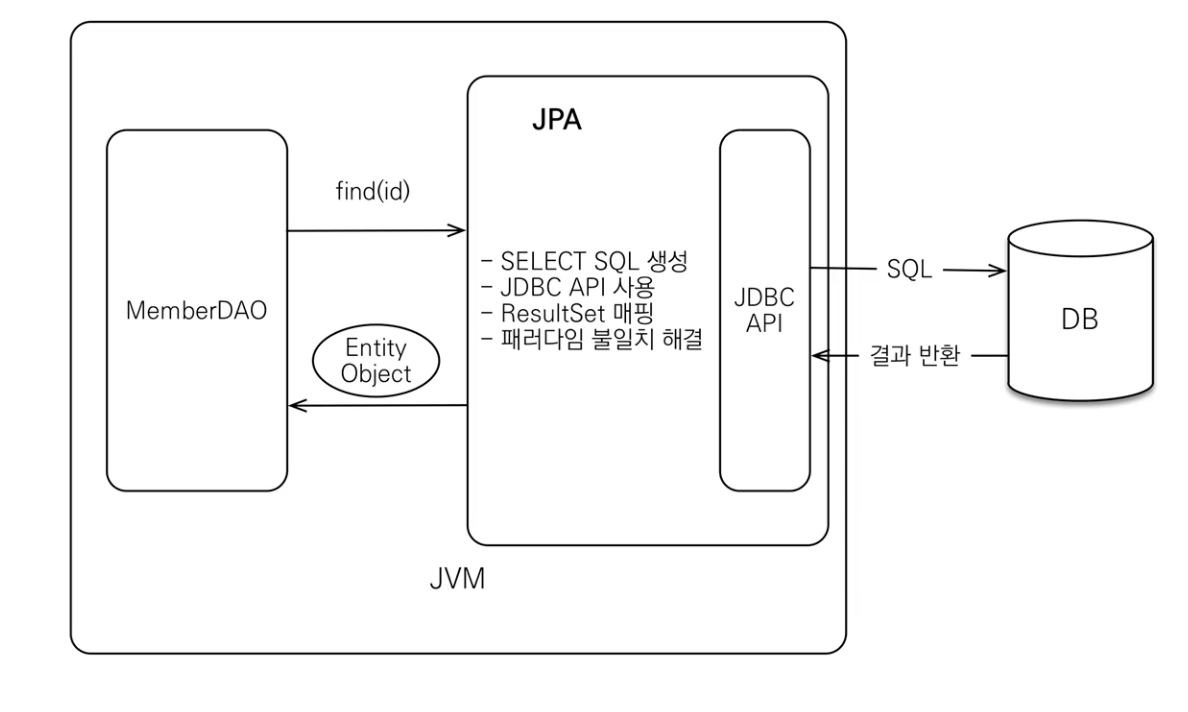 JPA
find(id)
- SELECT SQL 생성
- JDBC API 사용
- ResultSet 매핑
- 패러다임 불일치 해결
MemberDAO
Entity
Object
JDBC
API
SQL
결과 반환
DB
JVM